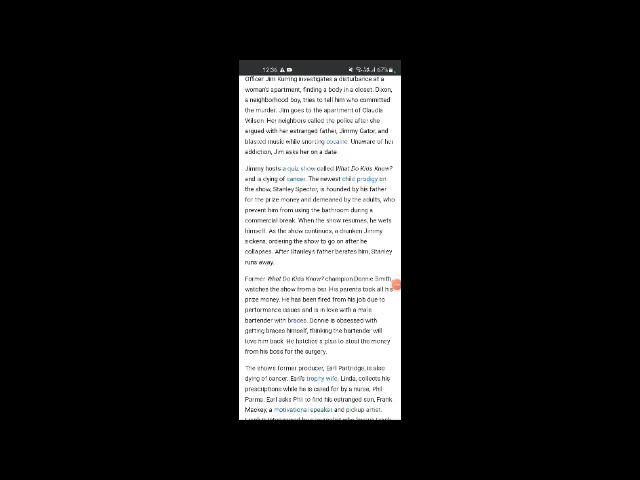 12:56 67%
Officer Jim Kurring investigates a disturbance at a
woman's apartment, finding a body in a closet. Dixon,
a neighborhood boy, tries to tell him who committed
the murder. Jim goes to the apartment of Claudia
Wilson. Her neighbors called the police after she
argued with her estranged father, Jimmy Gator, and
blasted music while snorting cocaine. Unaware of her
addiction, Jim asks her on a date.
Jimmy hosts a quiz show called What Do Kids Know?
and is dying of cancer. The newest child prodigy on
the show, Stanley Spector, is hounded by his father
for the prize money and demeaned by the adults, who
prevent him from using the bathroom during a
commercial break. When the show resumes, he wets
himself. As the show continues, a drunken Jimmy
sickens, ordering the show to go on after he
collapses. After Stanley's father berates him, Stanley
runs away.
Former What Do Kids Know? champion Donnie Smith
watches the show from a bar. His parents took all his
prize money. He has been fired from his job due to
performance issues and is in love with a male
bartender with braces. Donnie is obsessed with
getting braces himself, thinking the bartender will
love him back. He hatches a plan to steal the money
from his boss for the surgery.
The show's former producer, Earl Partridge, is also
dying of cancer. Earl's trophy wife, Linda, collects his
prescriptions while he is cared for by a nurse, Phil
Parma. Earl asks Phil to find his estranged son, Frank
Mackey, a motivational speaker and pickup artist.